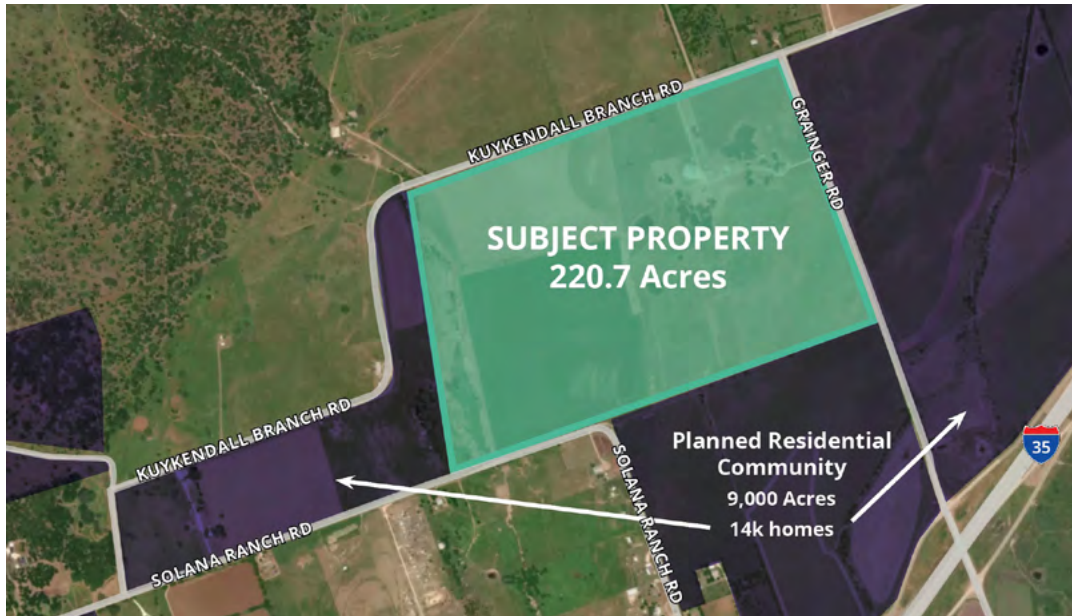 KUYKENDALL BRANCH RD
GRAINGER RD
SUBJECT PROPERTY
220.7 Acres
KUYKENDALL BRANCH RD
SOLANA RANCH RD
SOLANA RANCH RD
Planned Residential
Community
9,000 Acres
14k homes
35